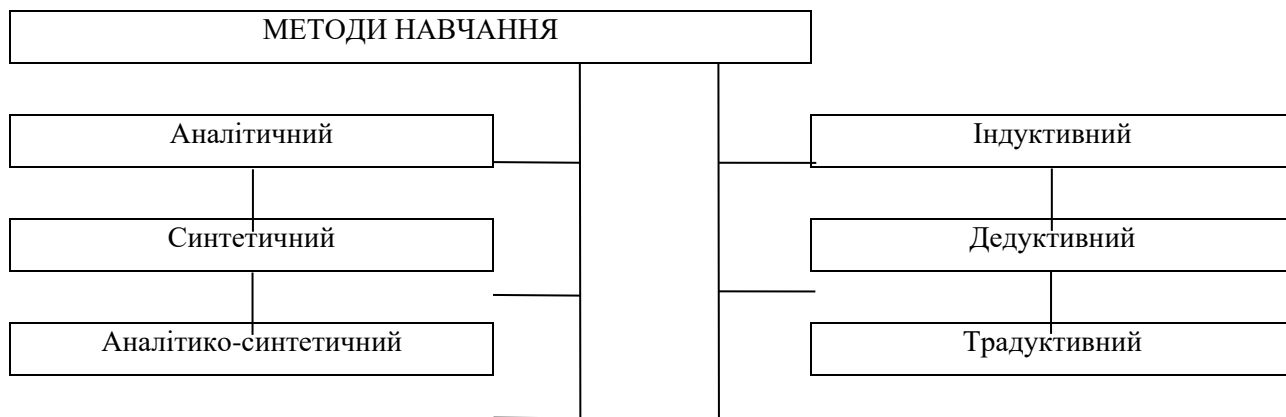 МЕТОДИ НАВЧАННЯ
Аналітичний
Індуктивний
Синтетичний
Дедуктивний
Аналітико-синтетичний
Традуктивний